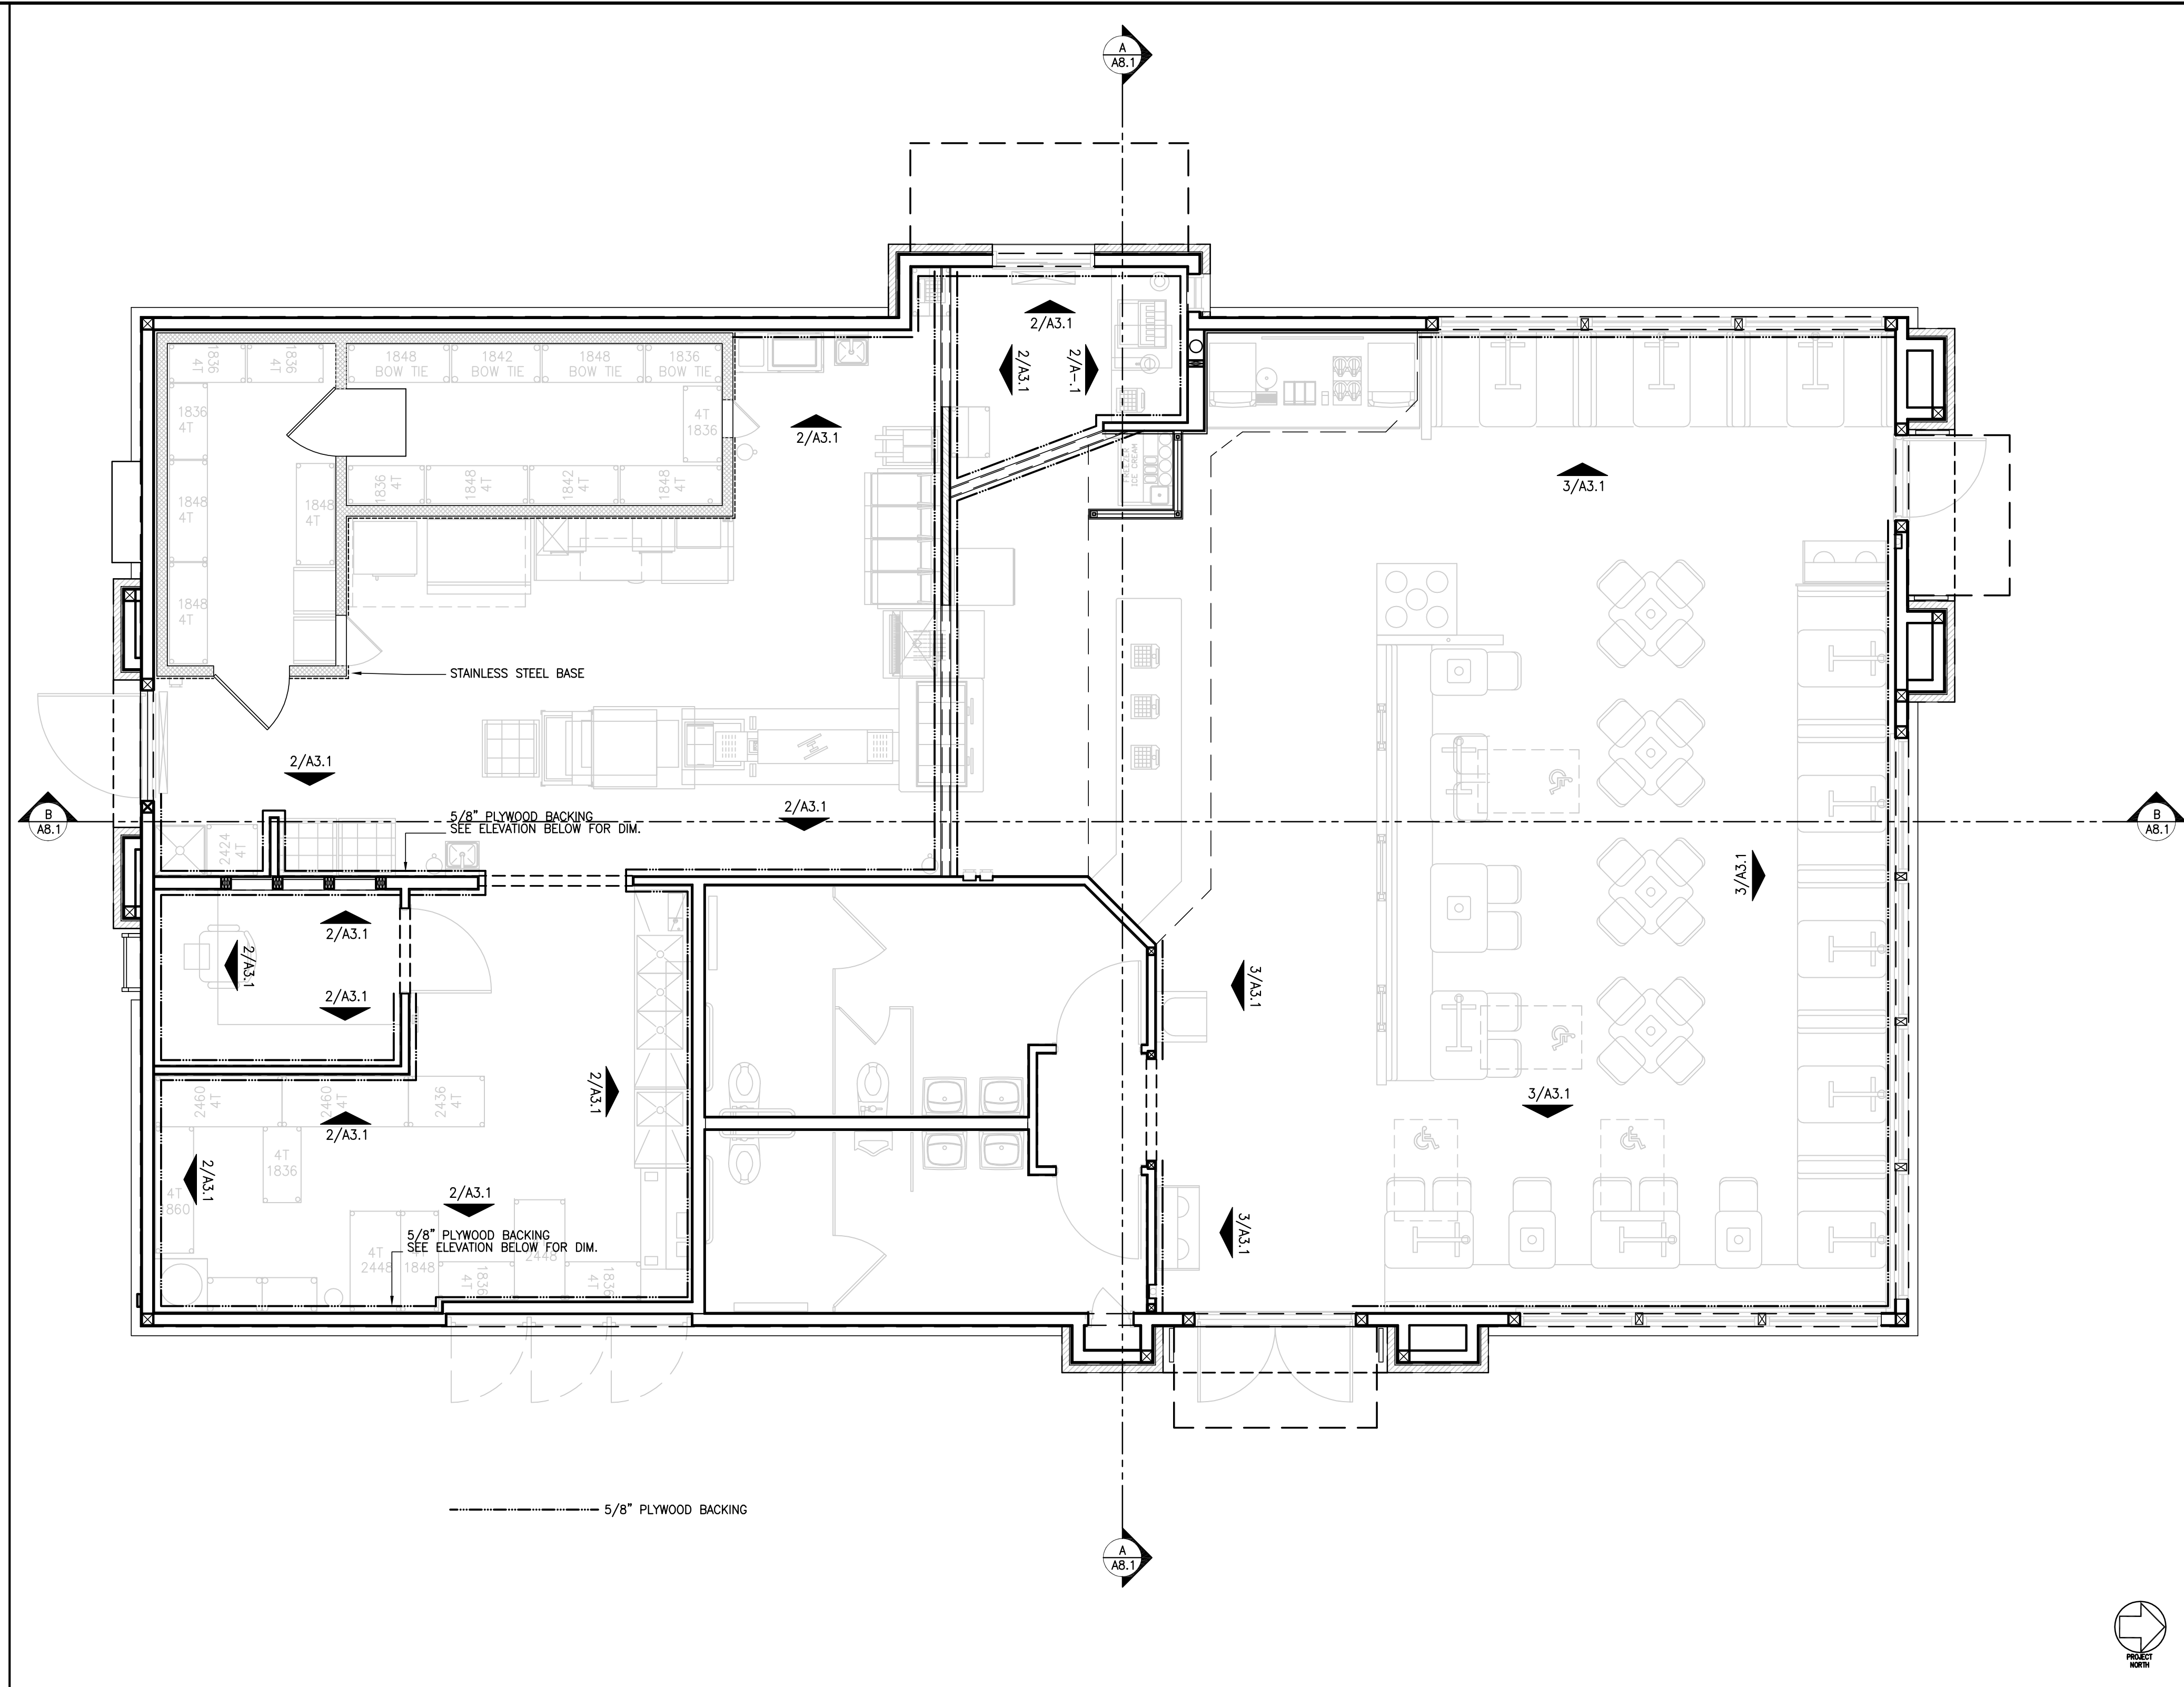 A
A8.1
2/A3.1
2/A3.1
2/A-.1
1836
4T
1836
4T
1848
BOW TIE
1842
BOW TIE
1848
BOW TIE
1836
BOW TIE
1836
4T
4T
1836
2/A3.1
FREEZER
ICE CREAM
1848
4T
1848
4T
1836
4T
1848
4T
1842
4T
1848
4T
3/A3.1
1848
4T
STAINLESS STEEL BASE
2/A3.1
2/A3.1
B
A8.1
5/8" PLYWOOD BACKING
SEE ELEVATION BELOW FOR DIM.
B
A8.1
2424
4T
3/A3.1
2/A3.1
2/A3.1
2/A3.1
3/A3.1
2460
4T
2460
4T
2436
4T
2/A3.1
2/A3.1
3/A3.1
4T
1836
2/A3.1
4T
860
2/A3.1
3/A3.1
5/8" PLYWOOD BACKING
SEE ELEVATION BELOW FOR DIM.
4T
2448
1848
2448
1836
4T
1836
4T
5/8" PLYWOOD BACKING
A
A8.1
PROJECT
NORTH